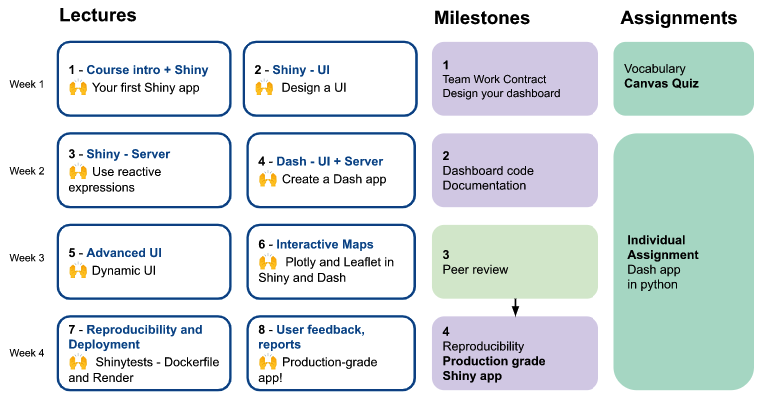 Lectures
Milestones
Assignments
Week 1
1 - Course intro + Shiny
🙌 Your first Shiny app
2 - Shiny - UI
🙌 Design a UI
1
Team Work Contract
Design your dashboard
Vocabulary
Canvas Quiz
Week 2
3 - Shiny - Server
🙌 Use reactive
expressions
4 - Dash - UI + Server
🙌 Create a Dash app
2
Dashboard code
Documentation
Individual
Assignment
Dash app
in python
Week 3
5 - Advanced UI
🙌 Dynamic UI
6 - Interactive Maps
🙌 Plotly and Leaflet in
Shiny and Dash
3
Peer review
Week 4
7 - Reproducibility and
Deployment
🙌 Shinytests - Dockerfile
and Render
8 - User feedback,
reports
🙌 Production-grade
app!
4
Reproducibility
Production grade
Shiny app